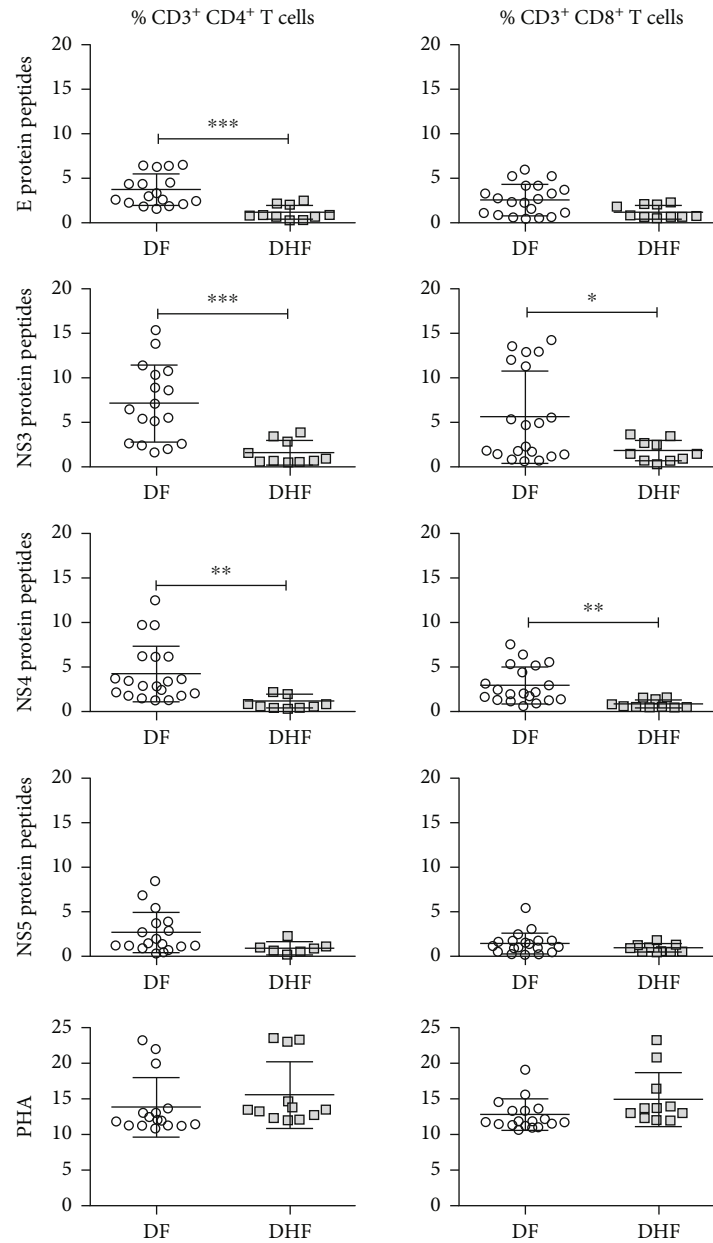 % CD3⁺ CD4⁺ T cells
% CD3⁺ CD8⁺ T cells
E protein peptides
20
15
10
5
0
***
DF
DHF
20
15
10
5
0
DF
DHF
NS3 protein peptides
20
15
10
5
0
***
DF
DHF
20
15
10
5
0
*
DF
DHF
NS4 protein peptides
20
15
10
5
0
**
DF
DHF
20
15
10
5
0
**
DF
DHF
NS5 protein peptides
20
15
10
5
0
DF
DHF
20
15
10
5
0
DF
DHF
PHA
25
20
15
10
5
0
DF
DHF
25
20
15
10
5
0
DF
DHF